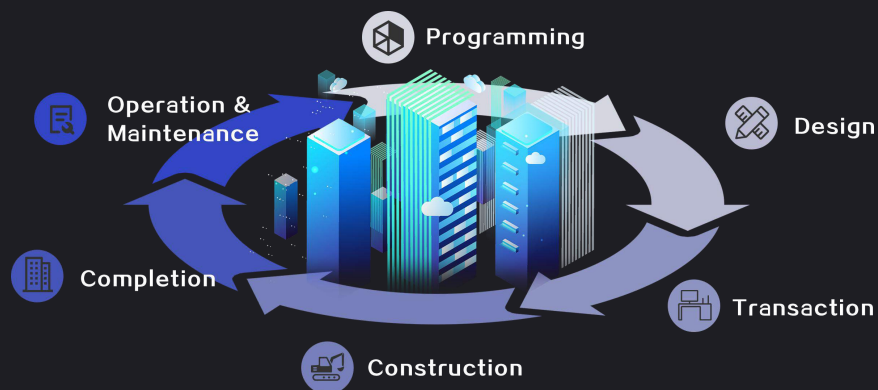 Programming
Design
Transaction
Construction
Completion
Operation &
Maintenance